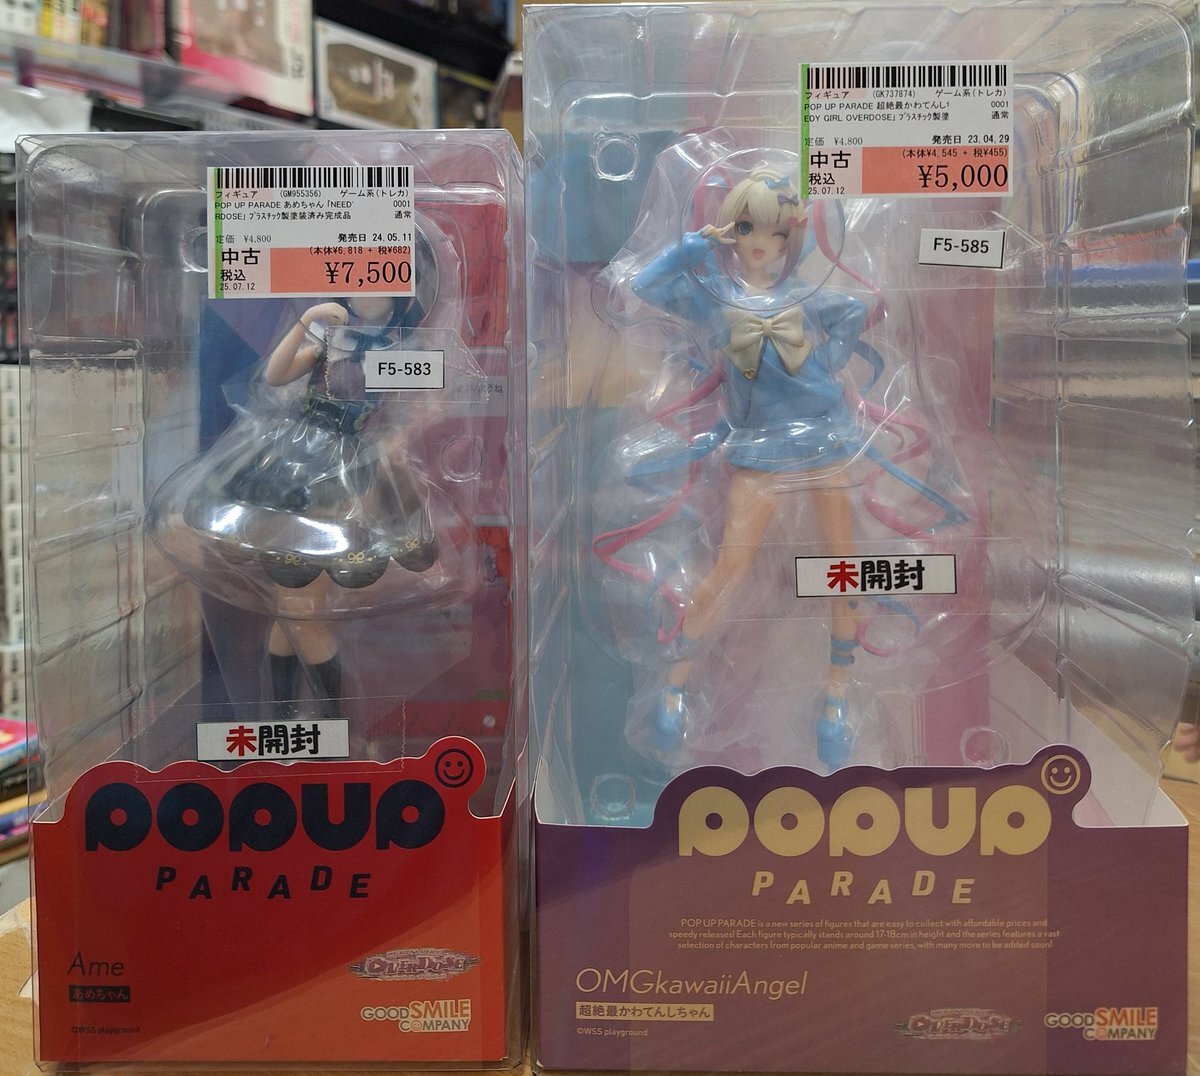 フィギュア (GM955356) ゲーム系(トレカ)
POP UP PARADE あめちゃん「NEED 0001
RDOSE」プラスチック製塗装済み完成品 通常
定価 ¥4,800 発売日 24.05.11
中古 (本体¥6,818 + 税¥682)
税込 ¥7,500
25.07.12
F5-583
未開封
POPUP
PARADE
Ame
あめちゃん
OVERDOSE
GOOD SMILE
COMPANY
©WSS playground
フィギュア (GK737874) ゲーム系(トレカ)
POP UP PARADE 超絶最かわてんし 0001
EDY GIRL OVERDOSE」プラスチック製塗 通常
定価 ¥4,800 発売日 23.04.29
中古 (本体¥4,545 + 税¥455)
税込 ¥5,000
25.07.12
F5-585
未開封
POPUP
PARADE
POP UP PARADE is a new series of figures that are easy to collect with affordable prices and
speedy releases! Each figure typically stands around 17-18cm in height and the series features a vast
selection of characters from popular anime and game series, with many more to be added soon!
OMGkawaiiAngel
超絶最かわてんしちゃん
©WSS playground
OVERDOSE
GOOD SMILE
COMPANY